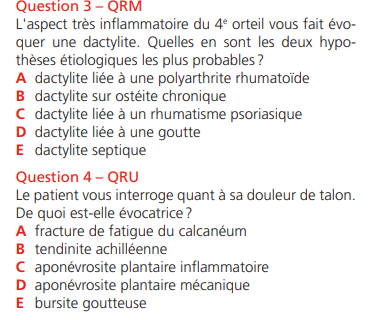 Question 3 – QRM
L'aspect très inflammatoire du 4e orteil vous fait évo-
quer une dactylite. Quelles en sont les deux hypo-
thèses étiologiques les plus probables ?
A dactylite liée à une polyarthrite rhumatoïde
B dactylite sur ostéite chronique
C dactylite liée à un rhumatisme psoriasique
D dactylite liée à une goutte
E dactylite septique
Question 4 – QRU
Le patient vous interroge quant à sa douleur de talon.
De quoi est-elle évocatrice ?
A fracture de fatigue du calcanéum
B tendinite achilléenne
C aponévrosite plantaire inflammatoire
D aponévrosite plantaire mécanique
E bursite goutteuse